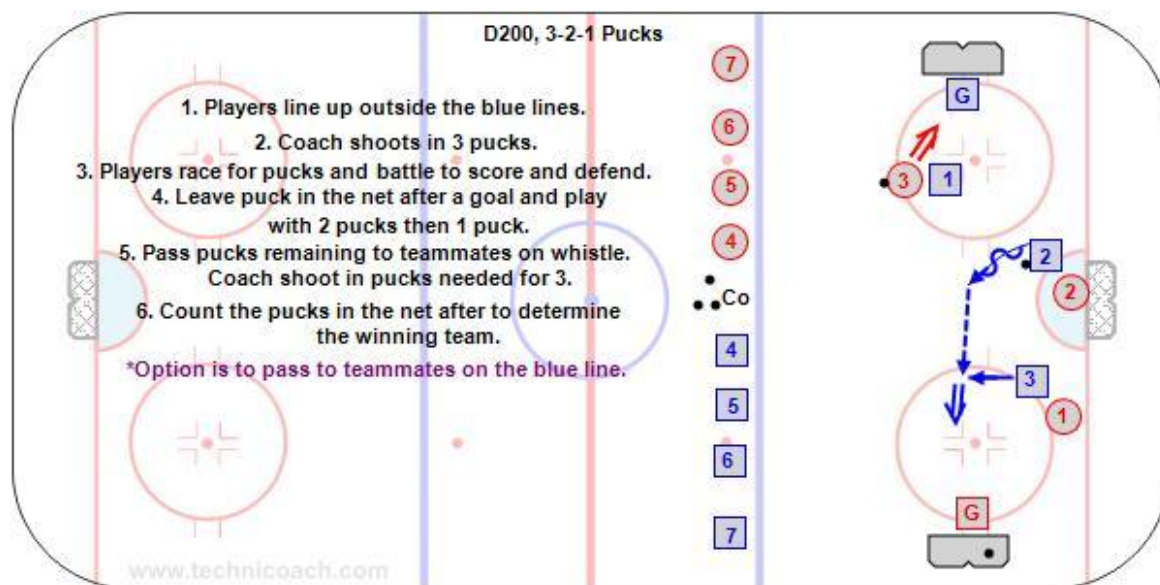 D200, 3-2-1 Pucks
1. Players line up outside the blue lines.
2. Coach shoots in 3 pucks.
3. Players race for pucks and battle to score and defend.
4. Leave puck in the net after a goal and play
with 2 pucks then 1 puck.
5. Pass pucks remaining to teammates on whistle.
Coach shoot in pucks needed for 3.
6. Count the pucks in the net after to determine
the winning team.
*Option is to pass to teammates on the blue line.
7
6
5
4
Co
4
5
6
7
G
3
1
2
2
3
1
G
www.technicoach.com